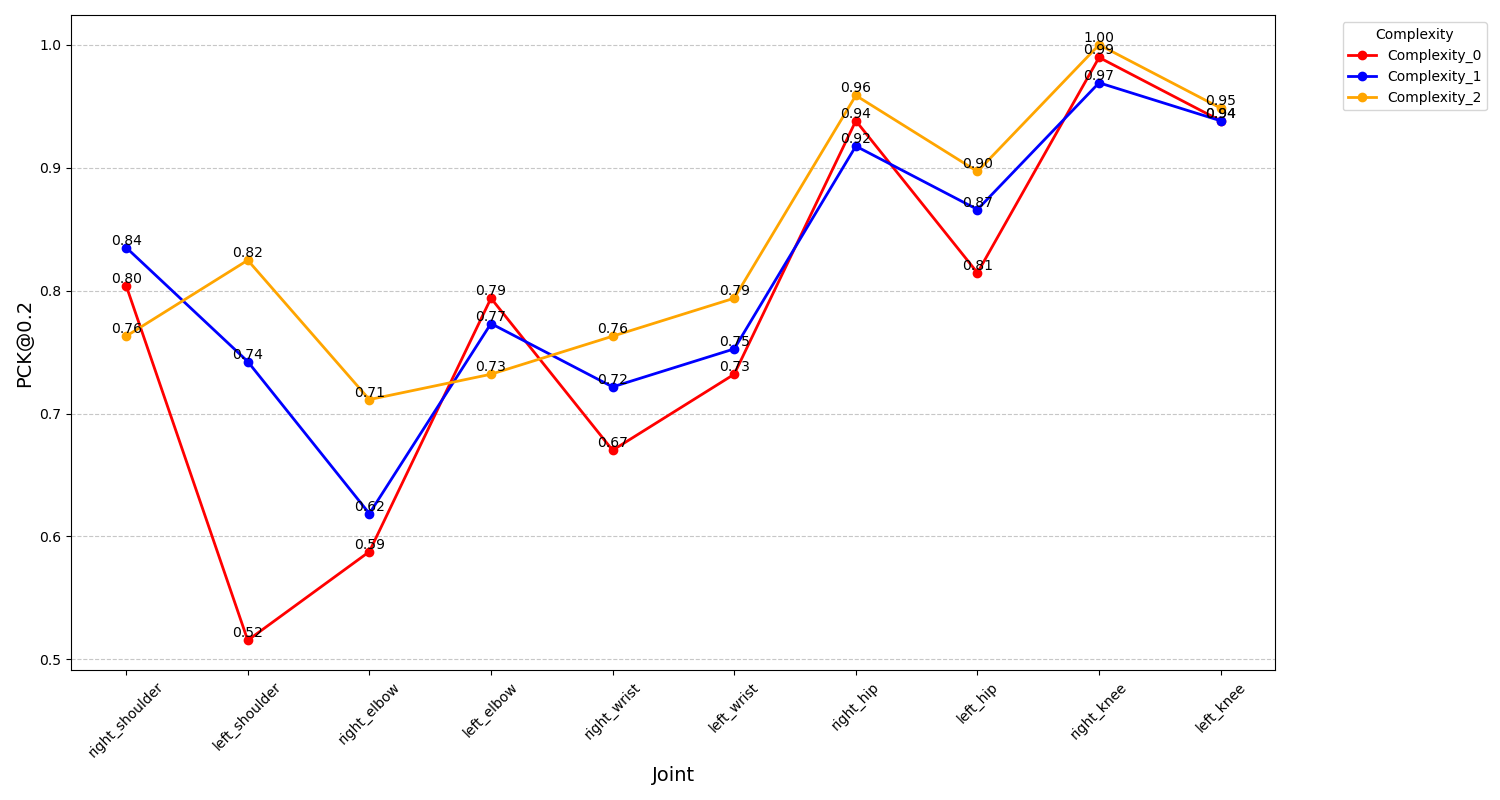 Complexity
Complexity_0
Complexity_1
Complexity_2
PCK@0.2
1.0
0.9
0.8
0.7
0.6
0.5
0.80
0.52
0.59
0.79
0.67
0.73
0.94
0.81
0.99
0.94
0.84
0.74
0.62
0.77
0.72
0.75
0.92
0.87
0.97
0.94
0.76
0.82
0.71
0.73
0.76
0.79
0.96
0.90
1.00
0.95
right_shoulder
left_shoulder
right_elbow
left_elbow
right_wrist
left_wrist
right_hip
left_hip
right_knee
left_knee
Joint